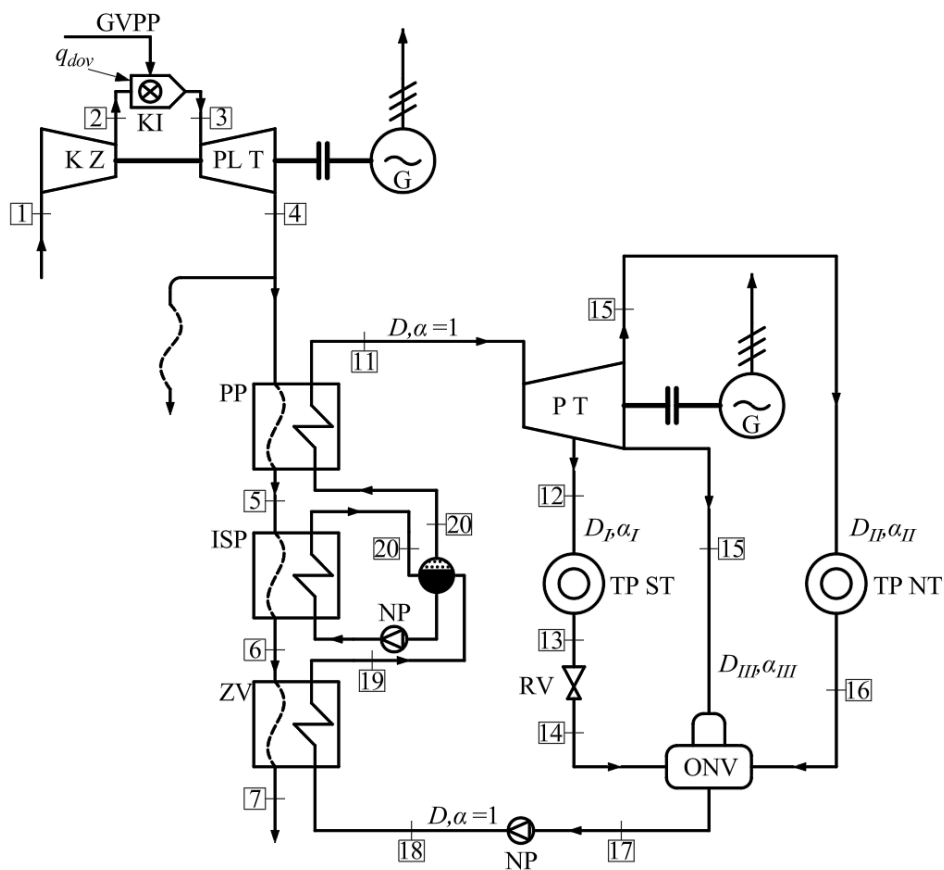 GVPP
q_dov
2
KI
3
K Z
PL T
G
1
4
15
D,α=1
11
PP
P T
G
5
12
20
ISP
20
15
D_I,α_I
D_II,α_II
TP ST
TP NT
NP
13
6
19
RV
D_III,α_III
16
ZV
14
ONV
7
D,α=1
18
NP
17